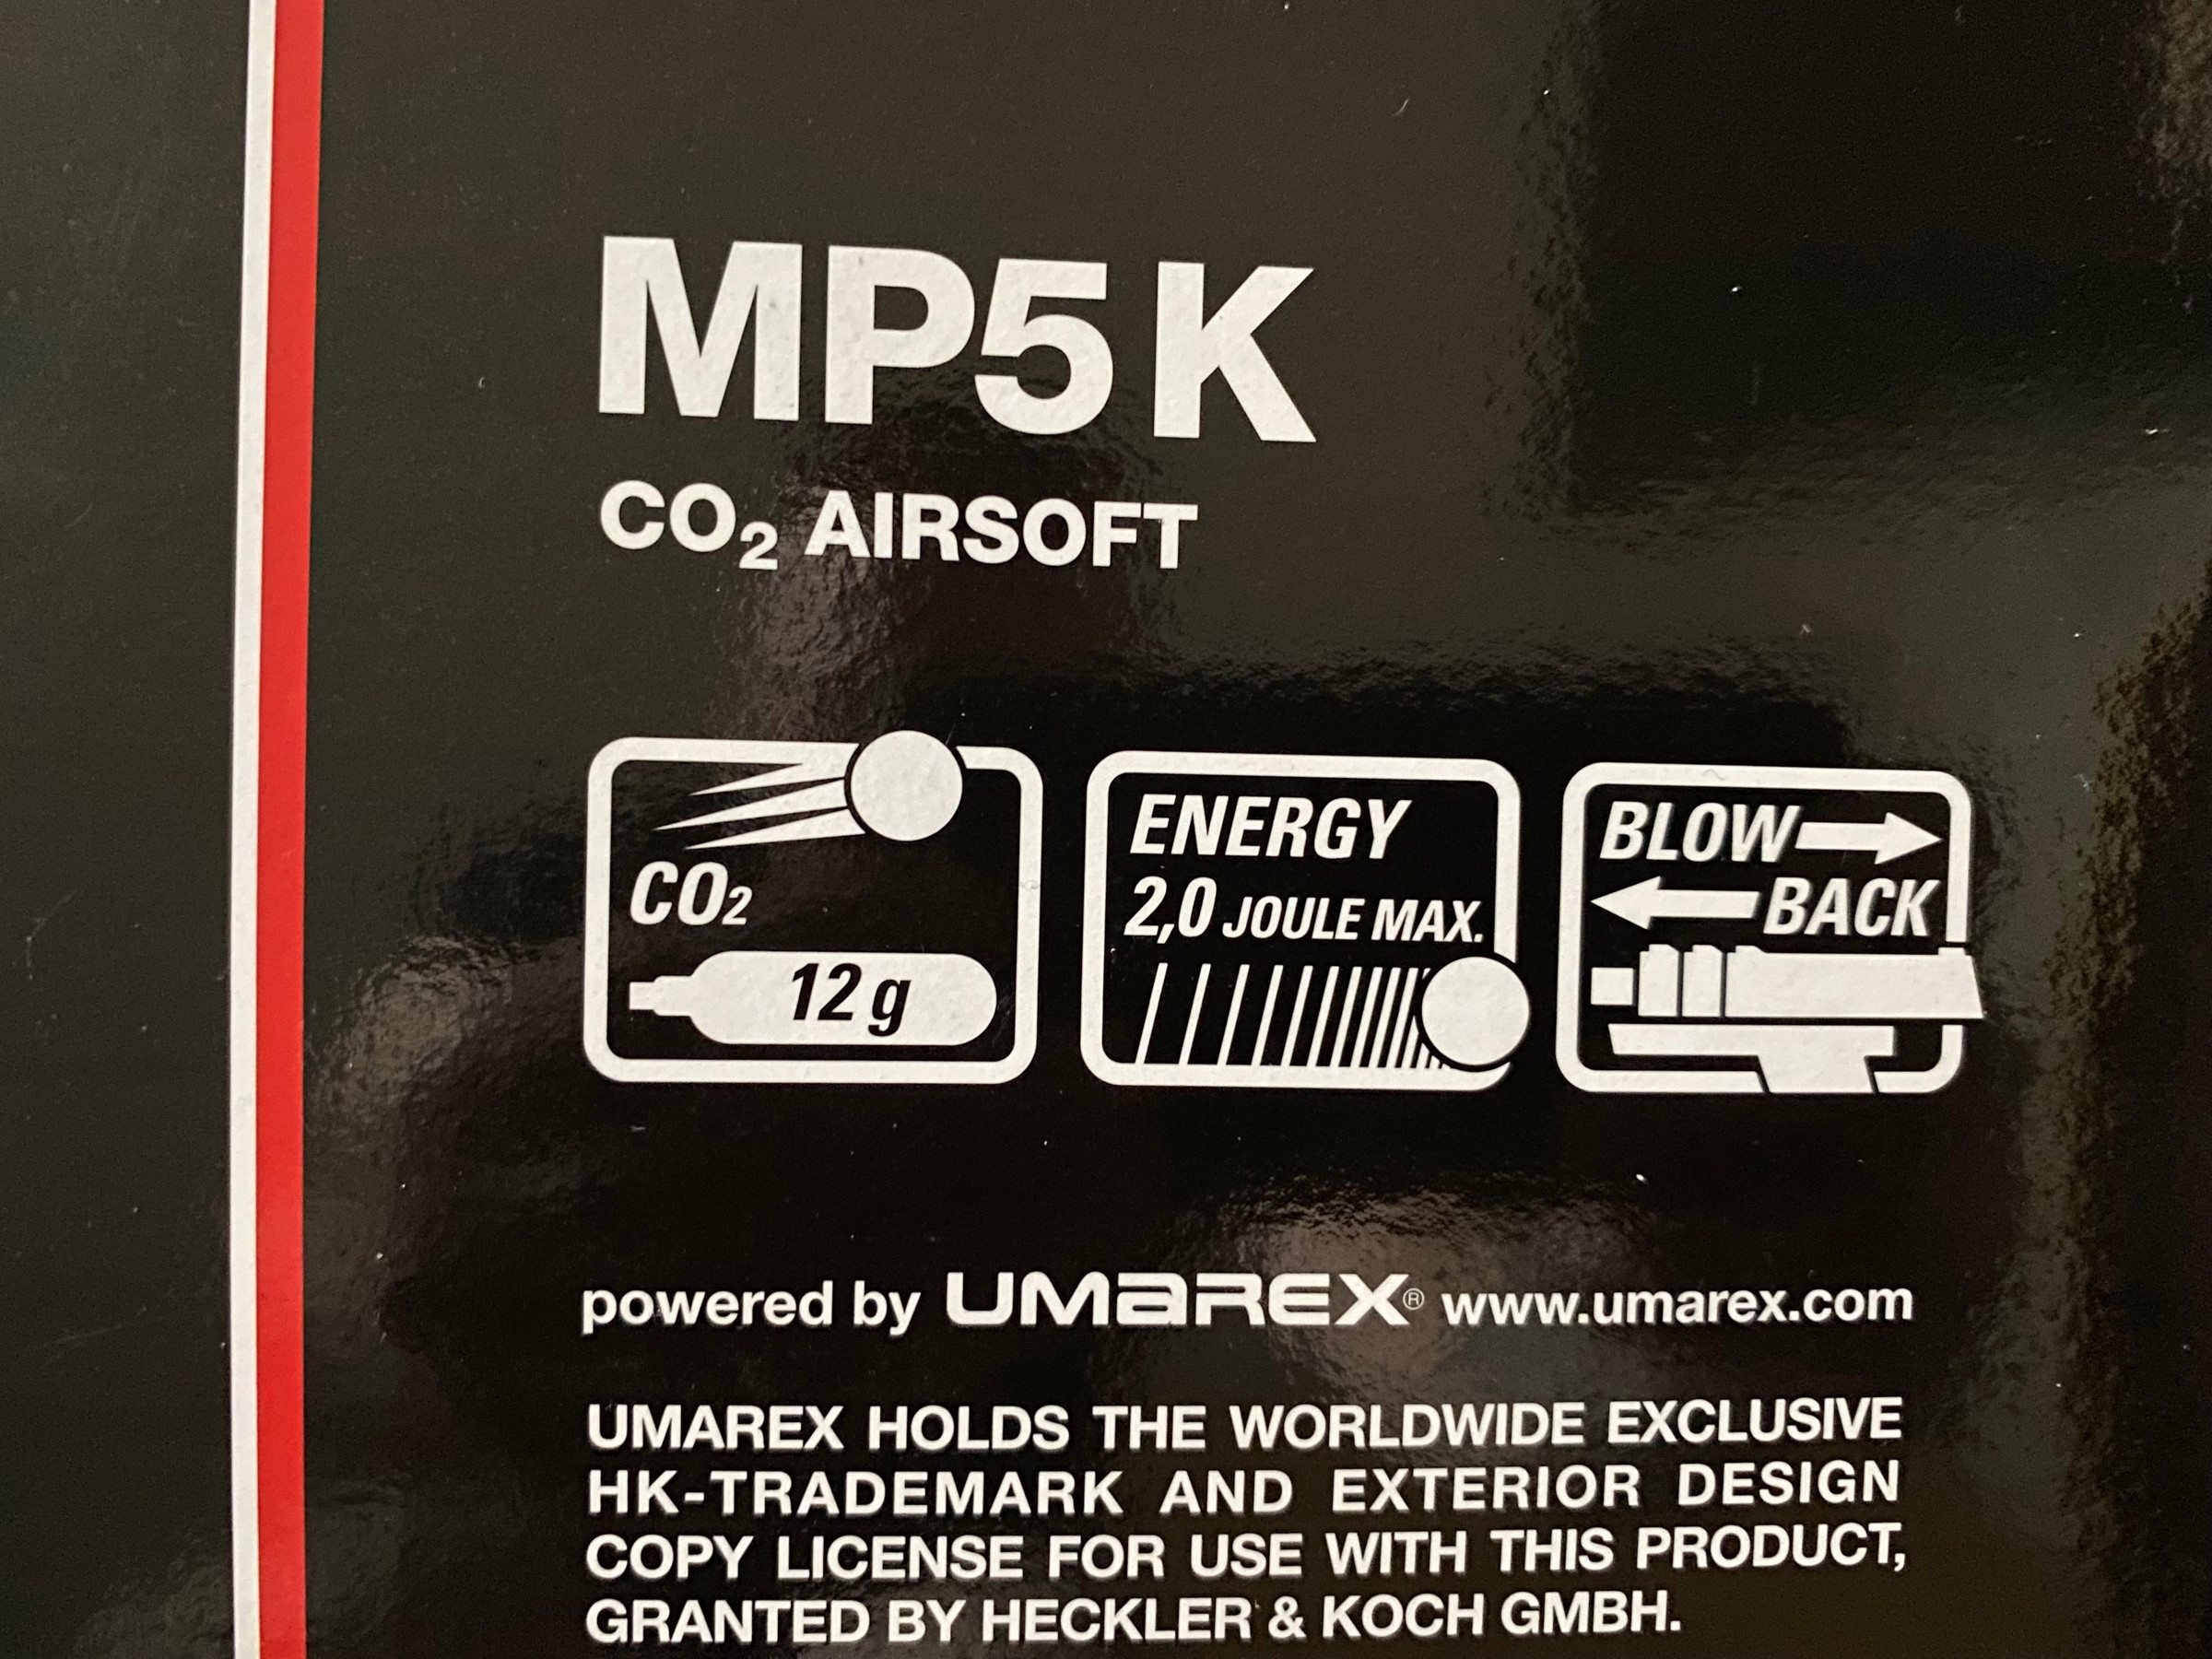 MP5 K
CO₂ AIRSOFT
CO₂
12 g
ENERGY
2,0 JOULE MAX.
BLOW
BACK
powered by UMAREX® www.umarex.com
UMAREX HOLDS THE WORLDWIDE EXCLUSIVE
HK-TRADEMARK AND EXTERIOR DESIGN
COPY LICENSE FOR USE WITH THIS PRODUCT,
GRANTED BY HECKLER & KOCH GMBH.